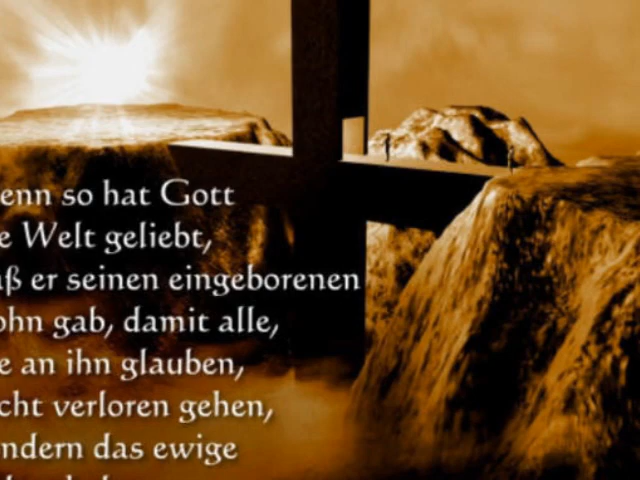 enn so hat Gott
e Welt geliebt,
aß er seinen eingeborenen
ohn gab, damit alle,
e an ihn glauben,
cht verloren gehen,
ndern das ewige